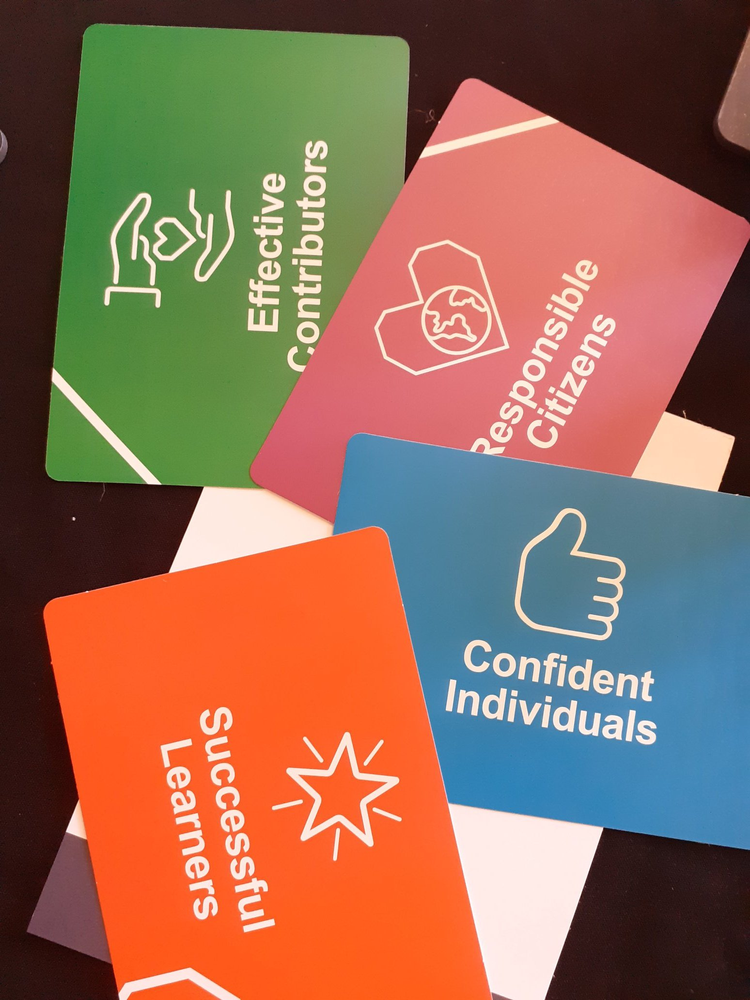 Effective
Contributors
Responsible
Citizens
Confident
Individuals
Successful
Learners